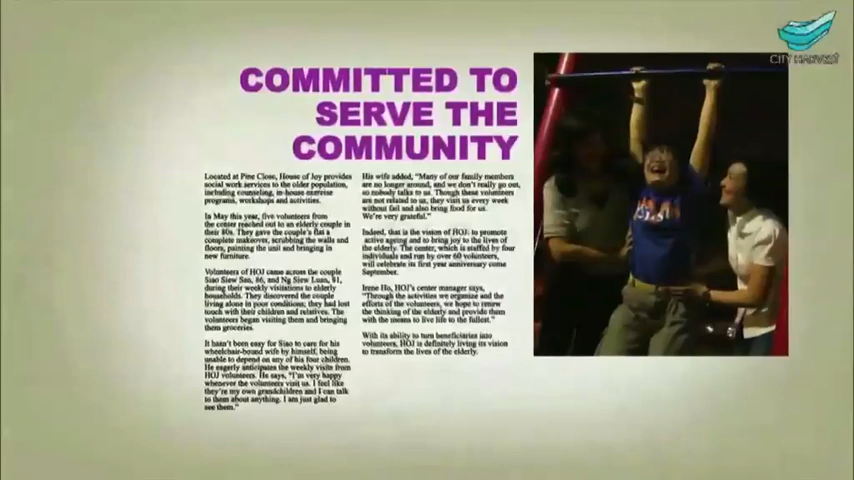 CITY HARVEST
COMMITTED TO
SERVE THE
COMMUNITY
Located at Pine Close, House of Joy provides
social work services to the older population,
including counseling, in-house exercise
programs, workshops and activities.
In May this year, five volunteers from
the center reached out to an elderly couple in
their 80s. They gave the couple's flat a
complete makeover, scrubbing the walls and
floors, painting the unit and bringing in
new furniture.
Volunteers of HOJ came across the couple
Siao Siew San, 86, and Ng Siew Luan, 81,
during their weekly visitations to elderly
households. They discovered the couple
living alone in poor conditions; they had lost
touch with their children and relatives. The
volunteers began visiting them and bringing
them groceries.
It hasn't been easy for Siao to care for his
wheelchair-bound wife by himself, being
unable to depend on any of his four children.
He eagerly anticipates the weekly visits from
HOJ volunteers. He says, "I'm very happy
whenever the volunteers visit us. I feel like
they're my own grandchildren and I can talk
to them about anything. I am just glad to
see them."
His wife added, "Many of our family members
are no longer around, and we don't really go out,
so nobody talks to us. Though these volunteers
are not related to us, they visit us every week
without fail and also bring food for us.
We're very grateful."
Indeed, that is the vision of HOJ: to promote
active ageing and to bring joy to the lives of
the elderly. The center, which is staffed by four
individuals and run by over 60 volunteers,
will celebrate its first year anniversary come
September.
Irene Ho, HOJ's center manager says,
"Through the activities we organize and the
efforts of the volunteers, we hope to renew
the thinking of the elderly and provide them
with the means to live life to the fullest."
With its ability to turn beneficiaries into
volunteers, HOJ is definitely living its vision
to transform the lives of the elderly.